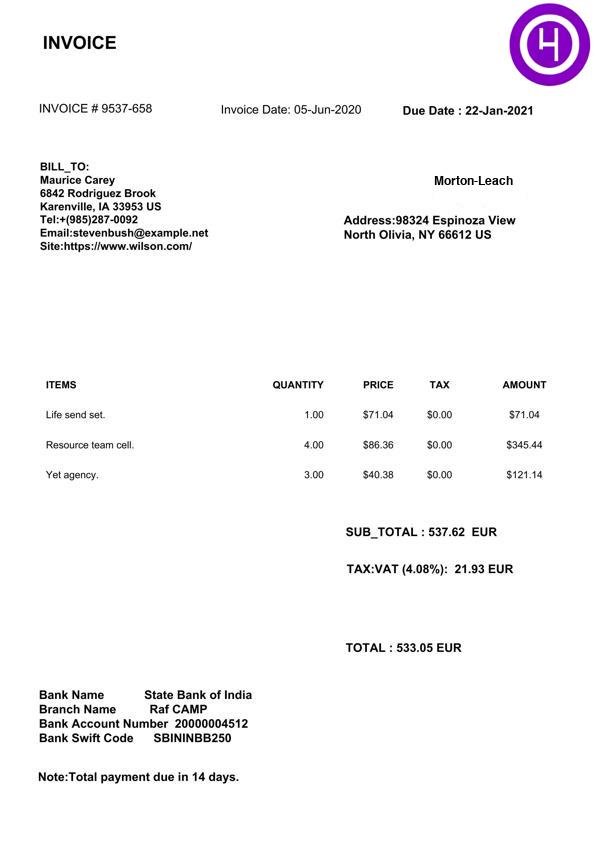 INVOICE
INVOICE # 9537-658 Invoice Date: 05-Jun-2020 Due Date : 22-Jan-2021
BILL_TO:
Maurice Carey
6842 Rodriguez Brook
Karenville, IA 33953 US
Tel:+(985)287-0092
Email:stevenbush@example.net
Site:https://www.wilson.com/
Morton-Leach
Address:98324 Espinoza View
North Olivia, NY 66612 US
ITEMS QUANTITY PRICE TAX AMOUNT
Life send set. 1.00 $71.04 $0.00 $71.04
Resource team cell. 4.00 $86.36 $0.00 $345.44
Yet agency. 3.00 $40.38 $0.00 $121.14
SUB_TOTAL : 537.62 EUR
TAX:VAT (4.08%): 21.93 EUR
TOTAL : 533.05 EUR
Bank Name State Bank of India
Branch Name Raf CAMP
Bank Account Number 20000004512
Bank Swift Code SBININBB250
Note:Total payment due in 14 days.